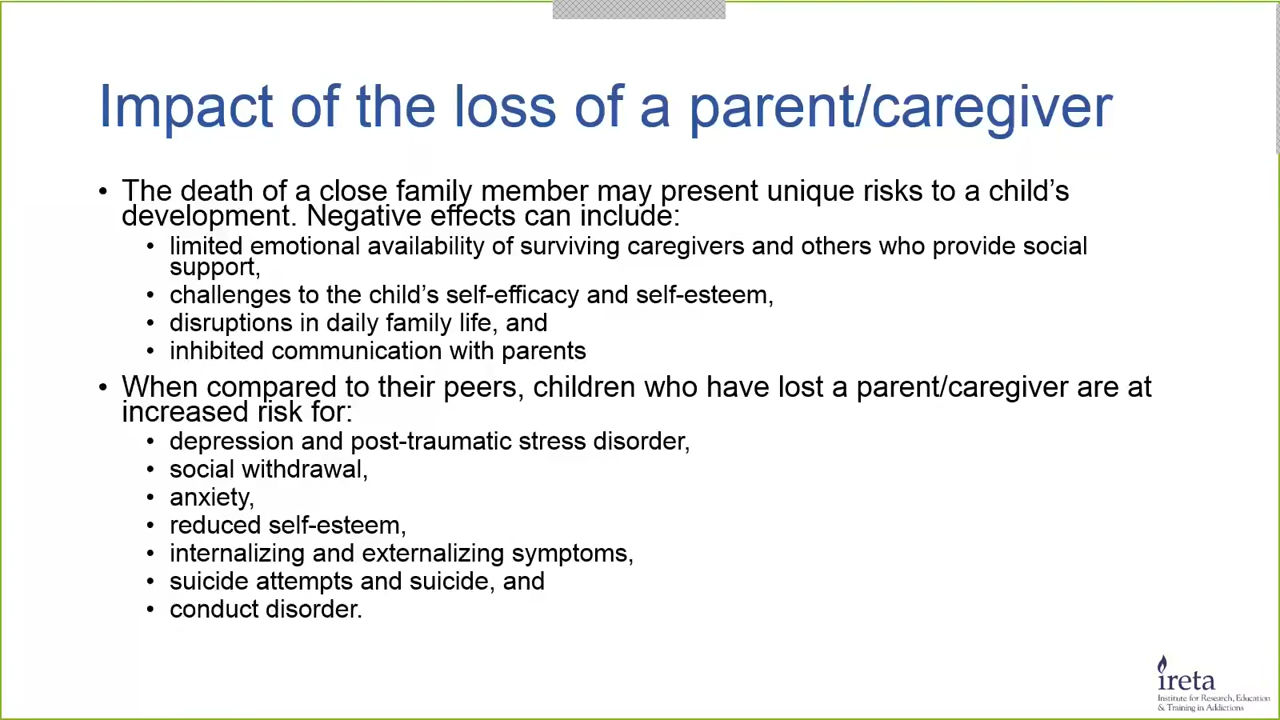 Impact of the loss of a parent/caregiver
• The death of a close family member may present unique risks to a child’s
development. Negative effects can include:
• limited emotional availability of surviving caregivers and others who provide social
support,
• challenges to the child’s self-efficacy and self-esteem,
• disruptions in daily family life, and
• inhibited communication with parents
• When compared to their peers, children who have lost a parent/caregiver are at
increased risk for:
• depression and post-traumatic stress disorder,
• social withdrawal,
• anxiety,
• reduced self-esteem,
• internalizing and externalizing symptoms,
• suicide attempts and suicide, and
• conduct disorder.
ireta
Institute for Research, Education
& Training in Addictions